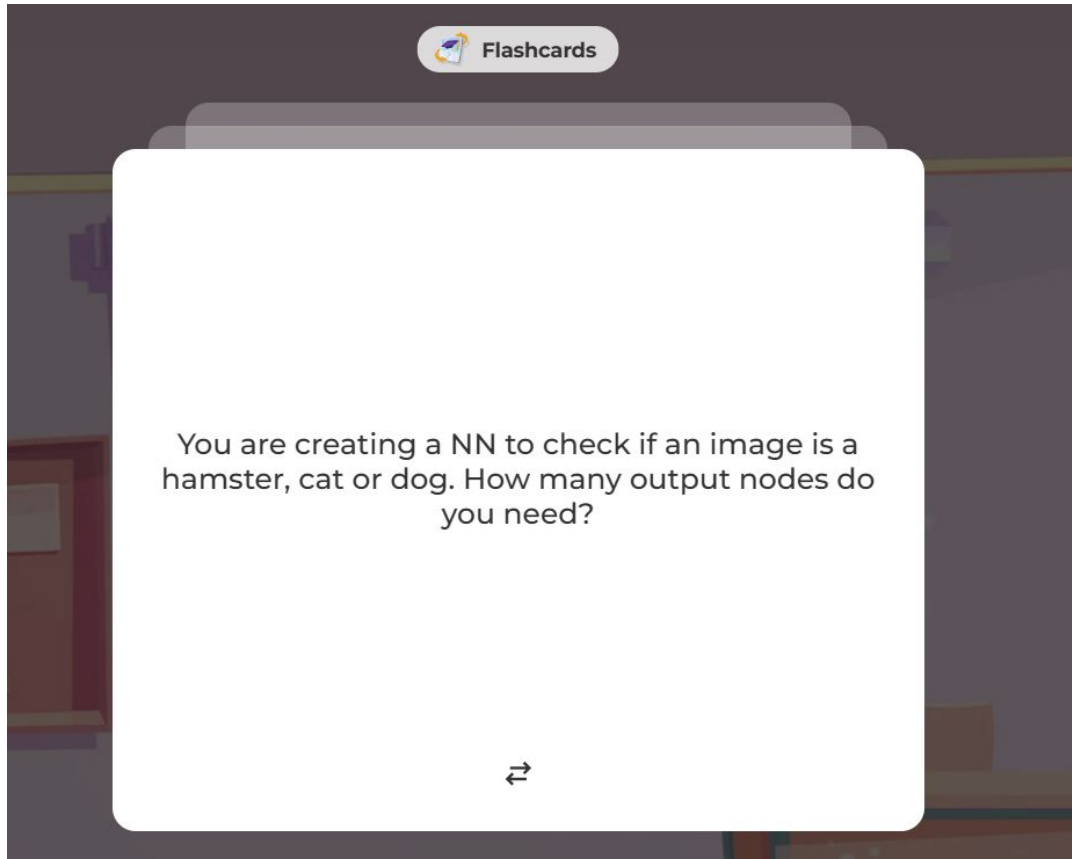 Flashcards
You are creating a NN to check if an image is a
hamster, cat or dog. How many output nodes do
you need?